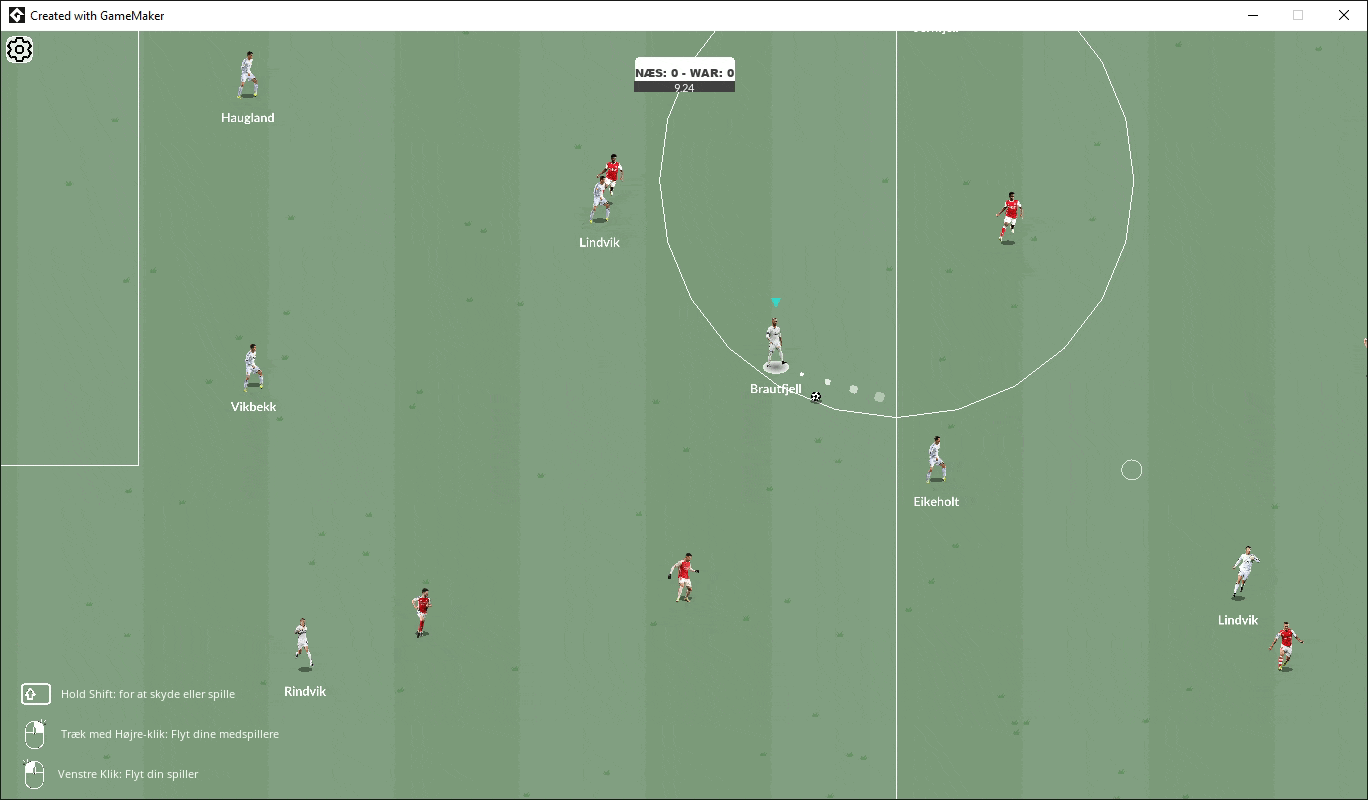 Created with GameMaker
NÆS: 0 - WAR: 0
9.24
Haugland
Lindvik
Brautfjell
Vikbekk
Eikeholt
Lindvik
Rindvik
Hold Shift: for at skyde eller spille
Træk med Højre-klik: Flyt dine medspillere
Venstre Klik: Flyt din spiller